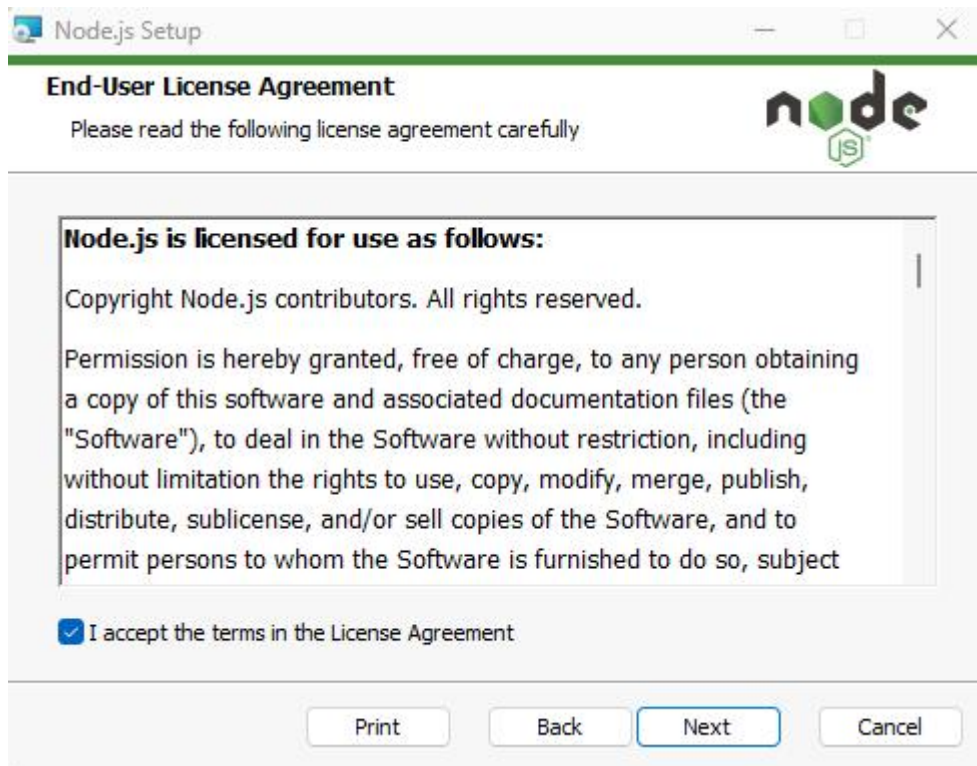 Node.js Setup
End-User License Agreement
Please read the following license agreement carefully
node
JS
Node.js is licensed for use as follows:
Copyright Node.js contributors. All rights reserved.
Permission is hereby granted, free of charge, to any person obtaining
a copy of this software and associated documentation files (the
"Software"), to deal in the Software without restriction, including
without limitation the rights to use, copy, modify, merge, publish,
distribute, sublicense, and/or sell copies of the Software, and to
permit persons to whom the Software is furnished to do so, subject
I accept the terms in the License Agreement
Print Back Next Cancel